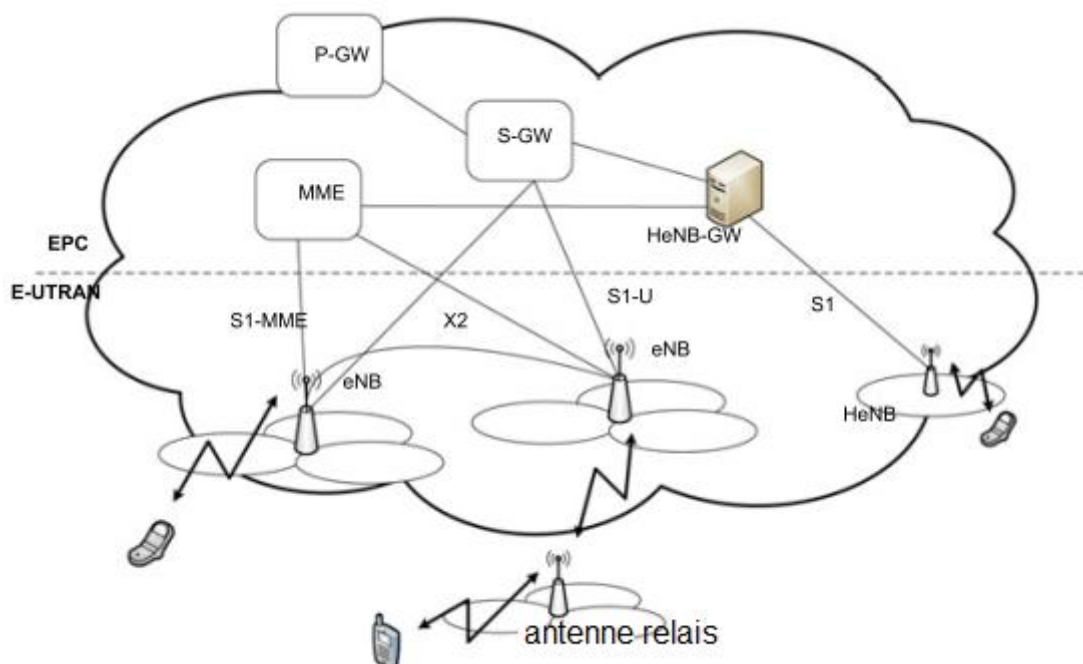 P-GW
S-GW
MME
HeNB-GW
EPC
E-UTRAN
S1-MME
X2
S1-U
S1
eNB
eNB
HeNB
antenne relais